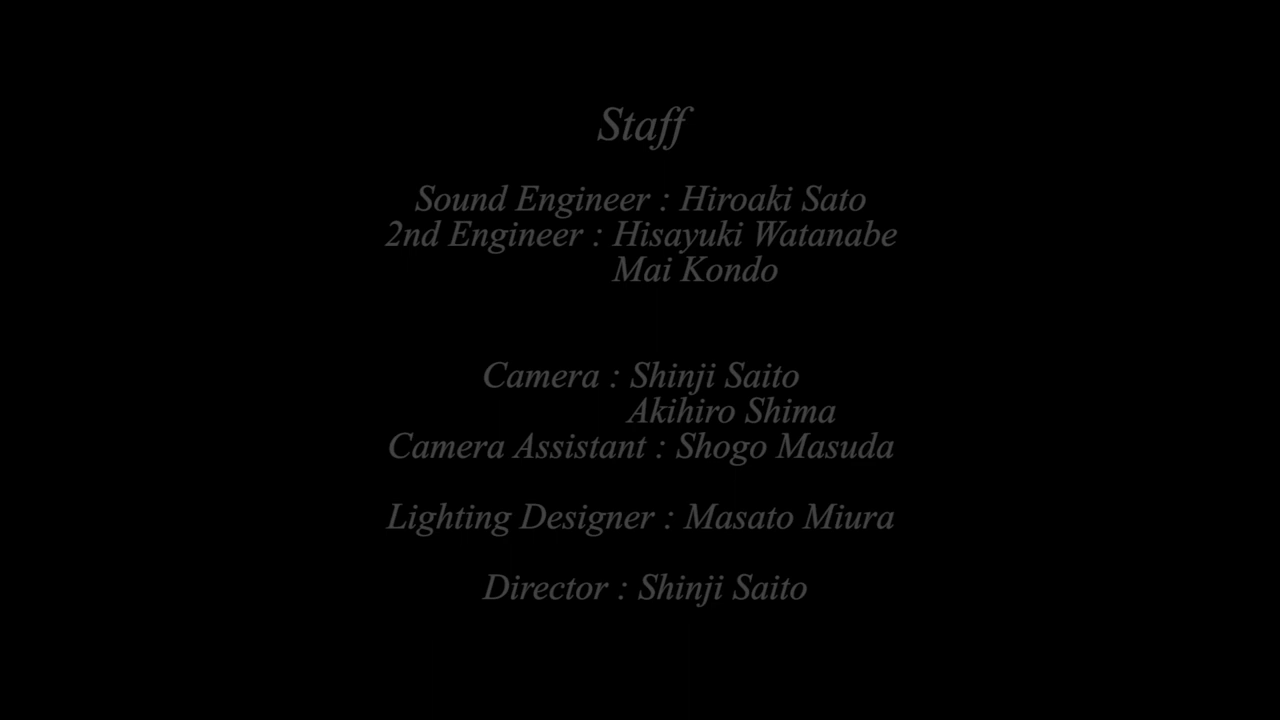 Staff
Sound Engineer : Hiroaki Sato
2nd Engineer : Hisayuki Watanabe
Mai Kondo
Camera : Shinji Saito
Akihiro Shima
Camera Assistant : Shogo Masuda
Lighting Designer : Masato Miura
Director : Shinji Saito